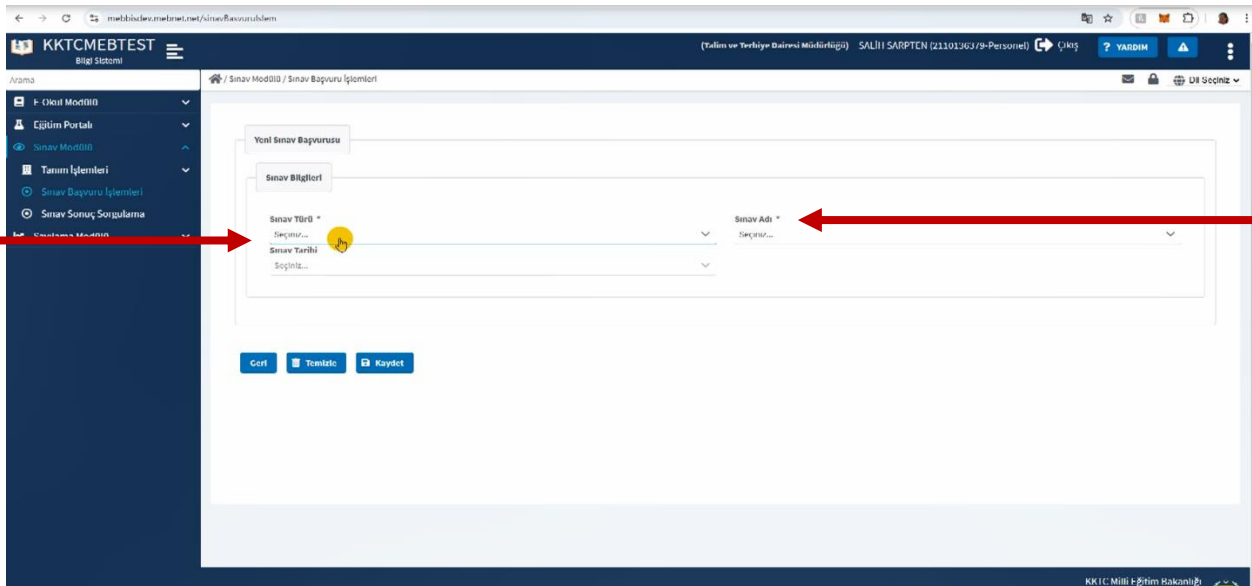 mebbisdev.mebnet.net/sinavBasvuruIslem
KKTCMEBTEST
Bilgi Sistemi
(Talim ve Terbiye Dairesi Müdürlüğü) SALİH SARPTEN (2110136379-Personel) Çıkış ? YARDIM
Arama
/ Sınav Modülü / Sınav Başvuru İşlemleri
Dil Seçiniz
E-Okul Modülü
Eğitim Portalı
Sınav Modülü
Tanım İşlemleri
Sınav Başvuru İşlemleri
Sınav Sonuç Sorgulama
Modülü
Yeni Sınav Başvurusu
Sınav Bilgileri
Sınav Türü * Sınav Adı *
Seçiniz... Seçiniz...
Sınav Tarihi
Seçiniz...
Geri Temizle Kaydet
KKTC Milli Eğitim Bakanlığı